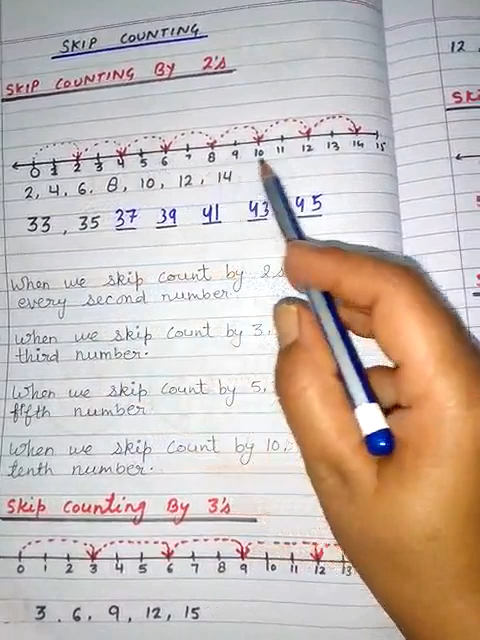 SKIP COUNTING
SKIP COUNTING BY 2's
0 1 2 3 4 5 6 7 8 9 10 11 12 13 14 15
2, 4, 6. 8, 10, 12, 14
33, 35 37 39 41 43 45
When we skip count by 2s
every second number.
when we skip count by 3,
third number.
When we skip count by 5,
fifth number
When we skip count by 10,
tenth number.
Skip Counting By 3's
0 1 2 3 4 5 6 7 8 9 10 11 12 13
3. 6, 9, 12, 15
12